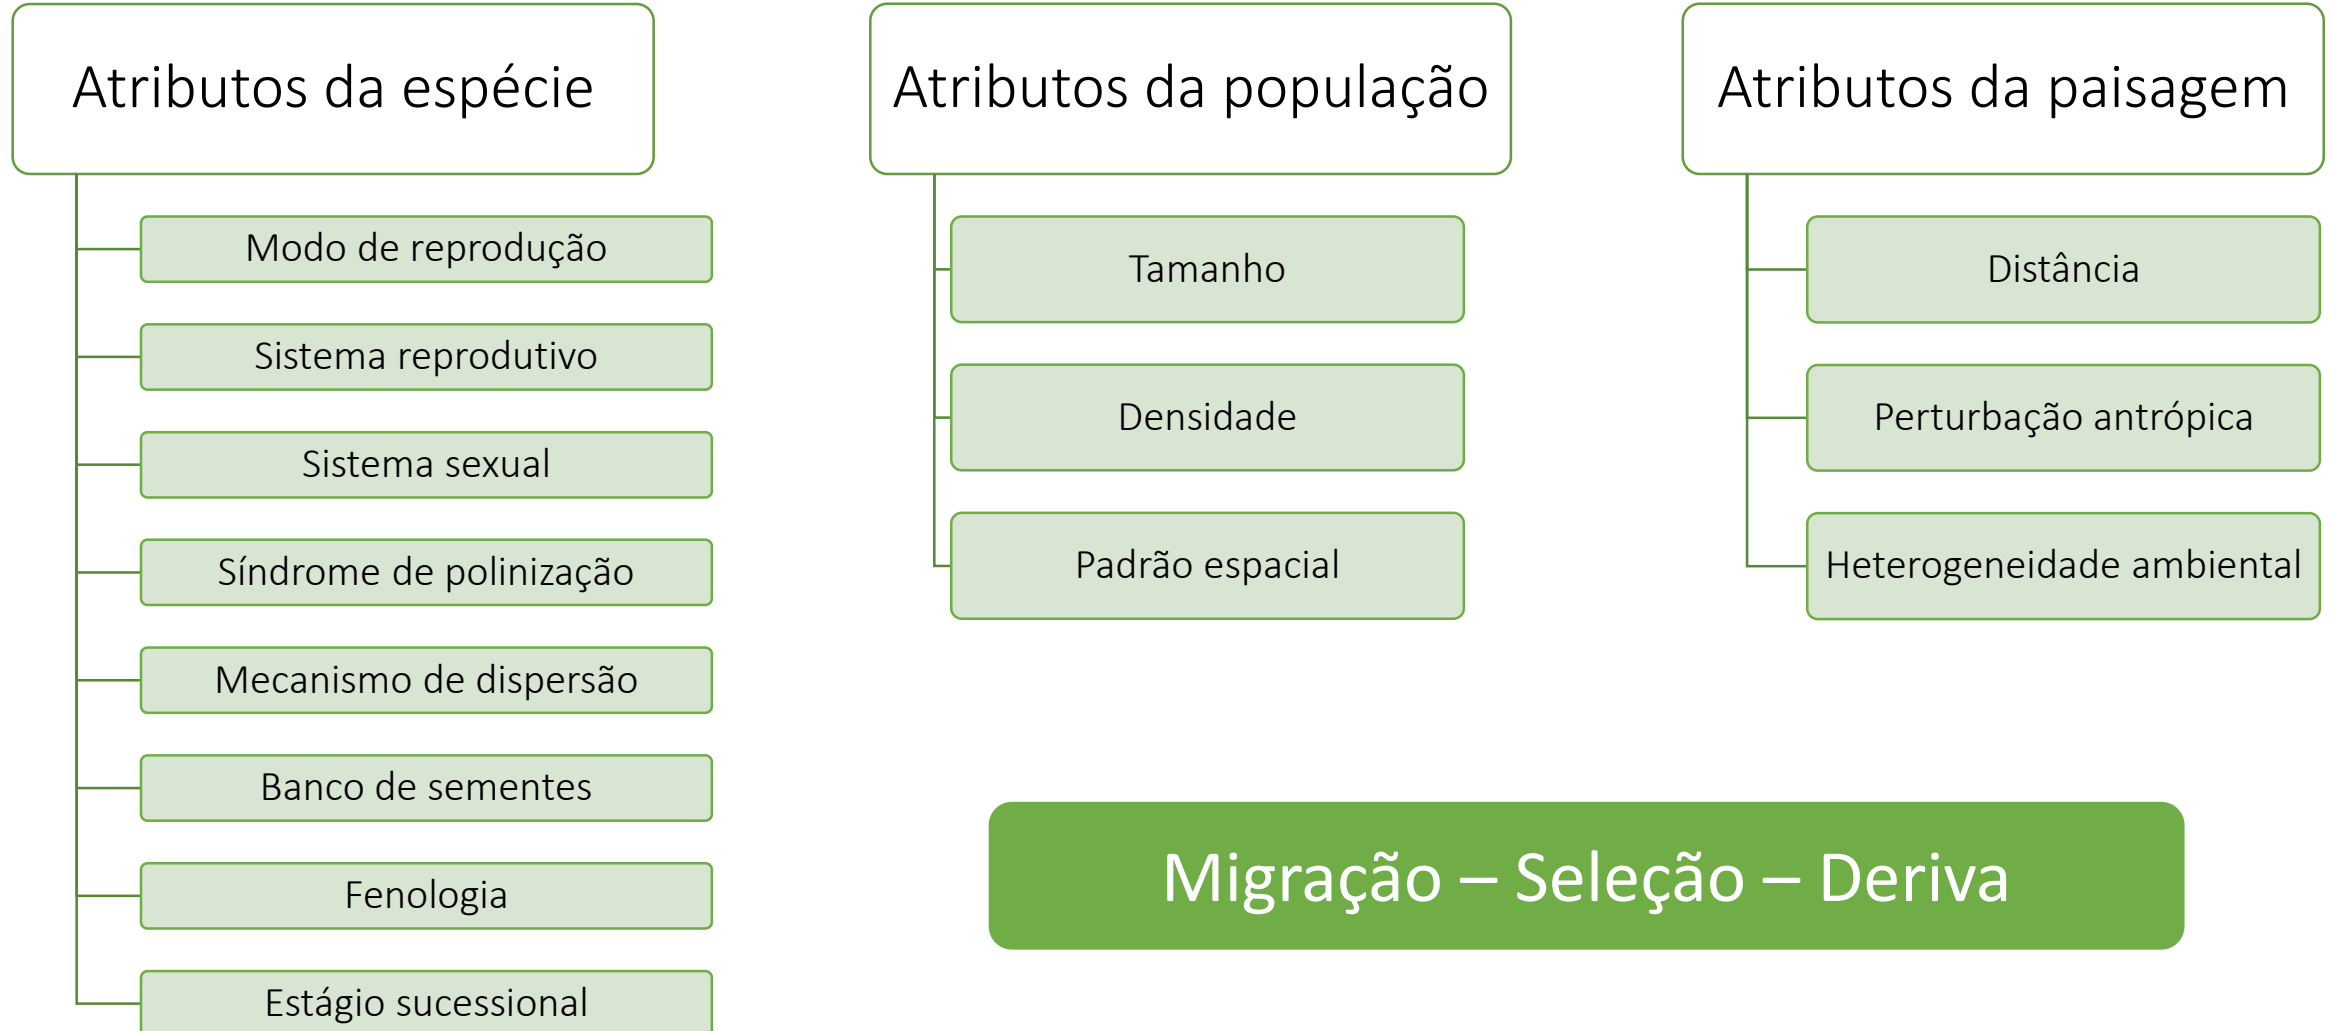 Atributos da espécie
Modo de reprodução
Sistema reprodutivo
Sistema sexual
Síndrome de polinização
Mecanismo de dispersão
Banco de sementes
Fenologia
Estágio sucessional
Atributos da população
Tamanho
Densidade
Padrão espacial
Atributos da paisagem
Distância
Perturbação antrópica
Heterogeneidade ambiental
Migração – Seleção – Deriva